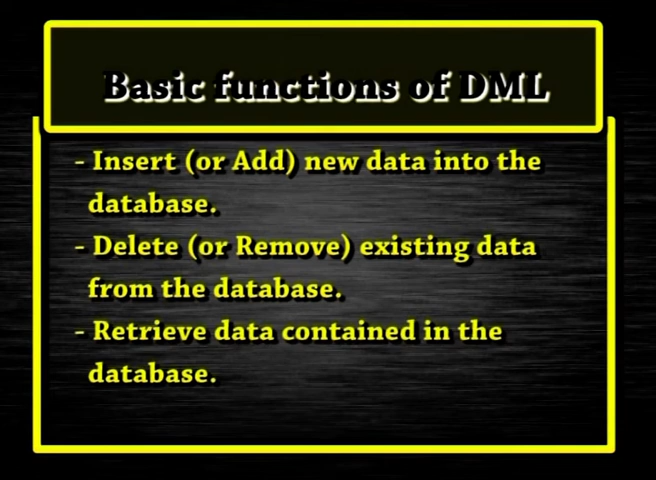 Basic functions of DML
- Insert (or Add) new data into the
database.
- Delete (or Remove) existing data
from the database.
- Retrieve data contained in the
database.